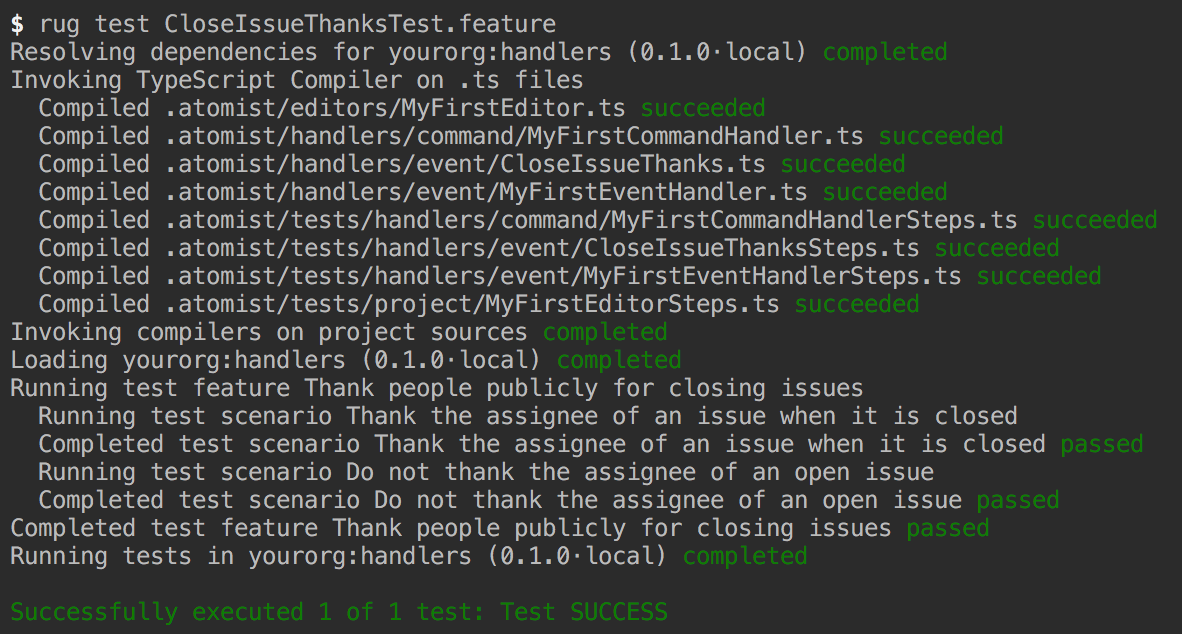 $ rug test CloseIssueThanksTest.feature
Resolving dependencies for yourorg:handlers (0.1.0·local) completed
Invoking TypeScript Compiler on .ts files
  Compiled .atomist/editors/MyFirstEditor.ts succeeded
  Compiled .atomist/handlers/command/MyFirstCommandHandler.ts succeeded
  Compiled .atomist/handlers/event/CloseIssueThanks.ts succeeded
  Compiled .atomist/handlers/event/MyFirstEventHandler.ts succeeded
  Compiled .atomist/tests/handlers/command/MyFirstCommandHandlerSteps.ts succeeded
  Compiled .atomist/tests/handlers/event/CloseIssueThanksSteps.ts succeeded
  Compiled .atomist/tests/handlers/event/MyFirstEventHandlerSteps.ts succeeded
  Compiled .atomist/tests/project/MyFirstEditorSteps.ts succeeded
Invoking compilers on project sources completed
Loading yourorg:handlers (0.1.0·local) completed
Running test feature Thank people publicly for closing issues
  Running test scenario Thank the assignee of an issue when it is closed
  Completed test scenario Thank the assignee of an issue when it is closed passed
  Running test scenario Do not thank the assignee of an open issue
  Completed test scenario Do not thank the assignee of an open issue passed
Completed test feature Thank people publicly for closing issues passed
Running tests in yourorg:handlers (0.1.0·local) completed
Successfully executed 1 of 1 test: Test SUCCESS